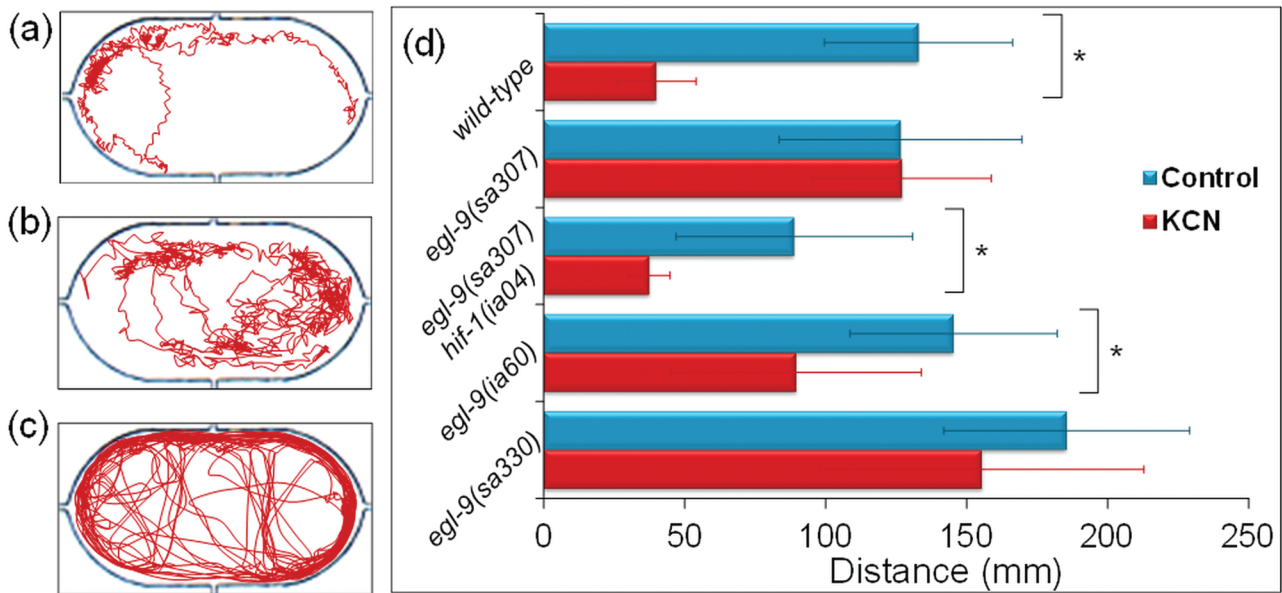 (a)
(b)
(c)
(d)
wild-type
egl-9(sa307)
egl-9(sa307)
hif-1(ia04)
egl-9(ia60)
egl-9(sa330)
*
*
*
Control
KCN
0 50 100 150 200 250
Distance (mm)